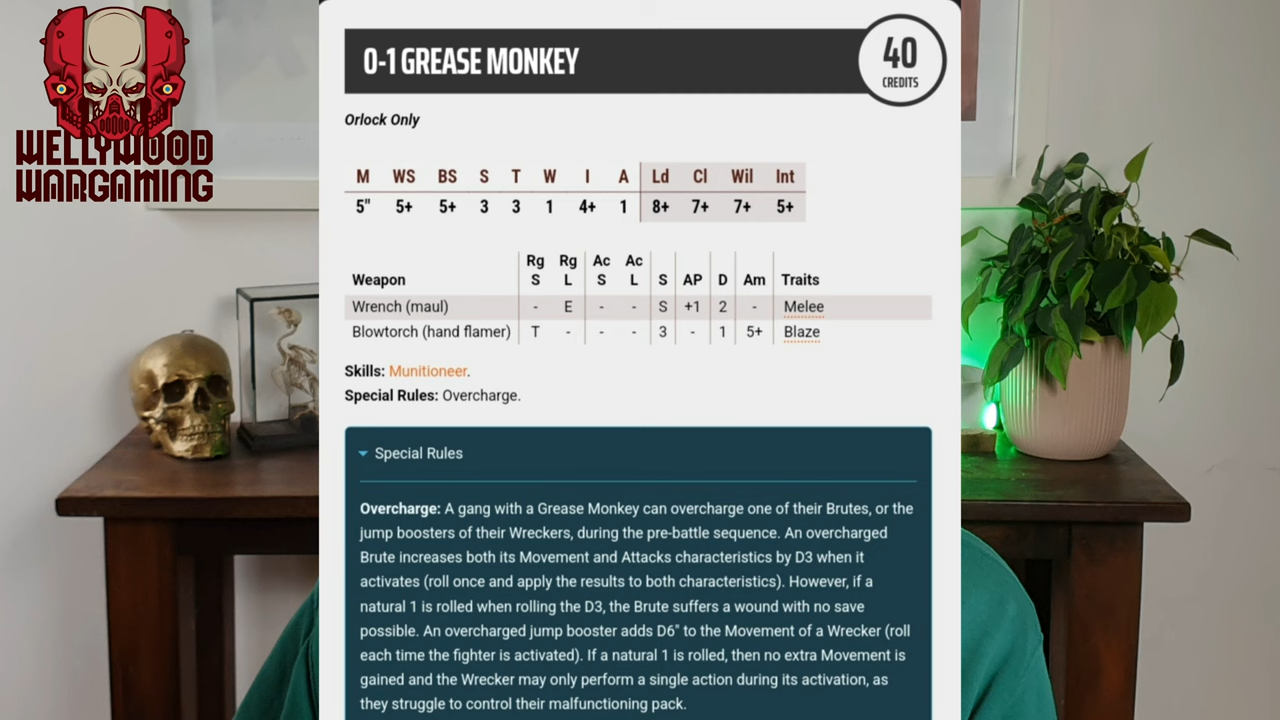 WELLYWOOD
WARGAMING
0-1 GREASE MONKEY
40
CREDITS
Orlock Only
M WS BS S T W I A Ld Cl Wil Int
5" 5+ 5+ 3 3 1 4+ 1 8+ 7+ 7+ 5+
Rg Rg Ac Ac
Weapon S L S L S AP D Am Traits
Wrench (maul) - E - - S +1 2 - Melee
Blowtorch (hand flamer) T - - - 3 - 1 5+ Blaze
Skills: Munitioneer.
Special Rules: Overcharge.
Special Rules
Overcharge: A gang with a Grease Monkey can overcharge one of their Brutes, or the
jump boosters of their Wreckers, during the pre-battle sequence. An overcharged
Brute increases both its Movement and Attacks characteristics by D3 when it
activates (roll once and apply the results to both characteristics). However, if a
natural 1 is rolled when rolling the D3, the Brute suffers a wound with no save
possible. An overcharged jump booster adds D6" to the Movement of a Wrecker (roll
each time the fighter is activated). If a natural 1 is rolled, then no extra Movement is
gained and the Wrecker may only perform a single action during its activation, as
they struggle to control their malfunctioning pack.